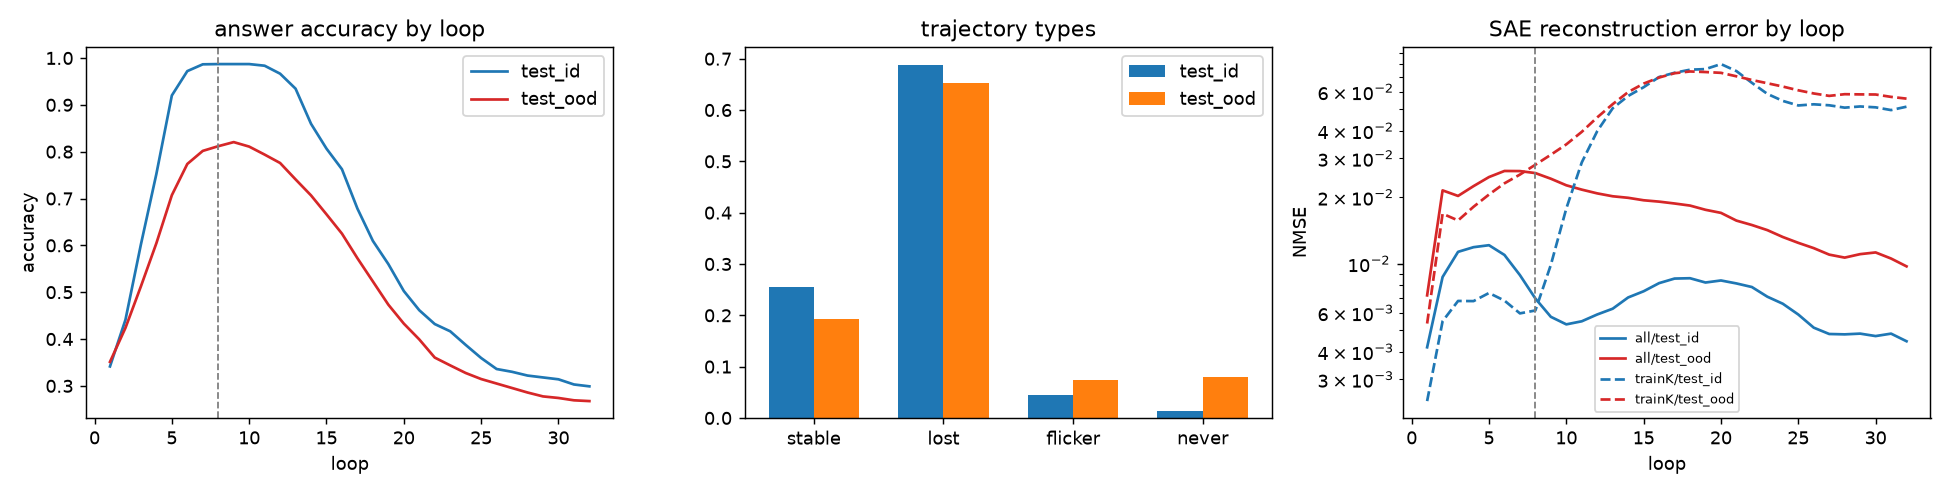 answer accuracy by loop
accuracy
1.0
0.9
0.8
0.7
0.6
0.5
0.4
0.3
test_id
test_ood
0 5 10 15 20 25 30
loop
trajectory types
0.7
0.6
0.5
0.4
0.3
0.2
0.1
0.0
test_id
test_ood
stable lost flicker never
SAE reconstruction error by loop
NMSE
6 × 10⁻²
4 × 10⁻²
3 × 10⁻²
2 × 10⁻²
10⁻²
6 × 10⁻³
4 × 10⁻³
3 × 10⁻³
all/test_id
all/test_ood
trainK/test_id
trainK/test_ood
0 5 10 15 20 25 30
loop